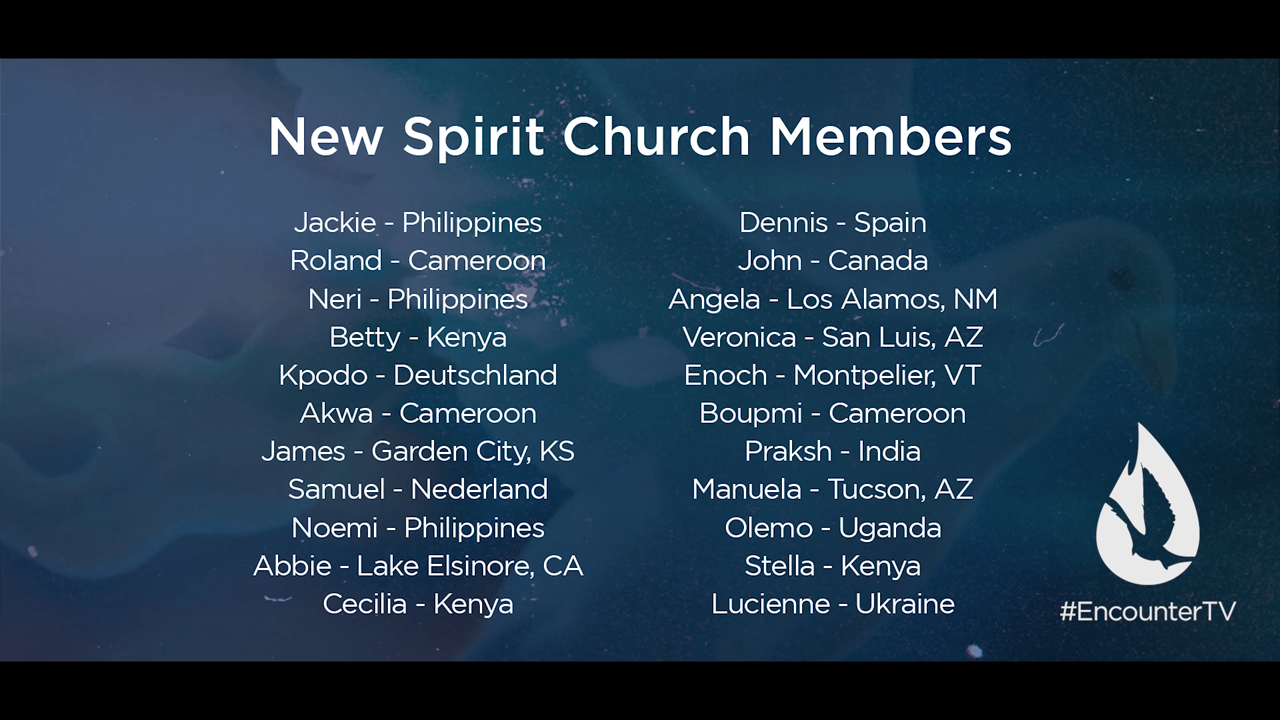 New Spirit Church Members
Jackie - Philippines
Roland - Cameroon
Neri - Philippines
Betty - Kenya
Kpodo - Deutschland
Akwa - Cameroon
James - Garden City, KS
Samuel - Nederland
Noemi - Philippines
Abbie - Lake Elsinore, CA
Cecilia - Kenya
Dennis - Spain
John - Canada
Angela - Los Alamos, NM
Veronica - San Luis, AZ
Enoch - Montpelier, VT
Boupmi - Cameroon
Praksh - India
Manuela - Tucson, AZ
Olemo - Uganda
Stella - Kenya
Lucienne - Ukraine
#EncounterTV